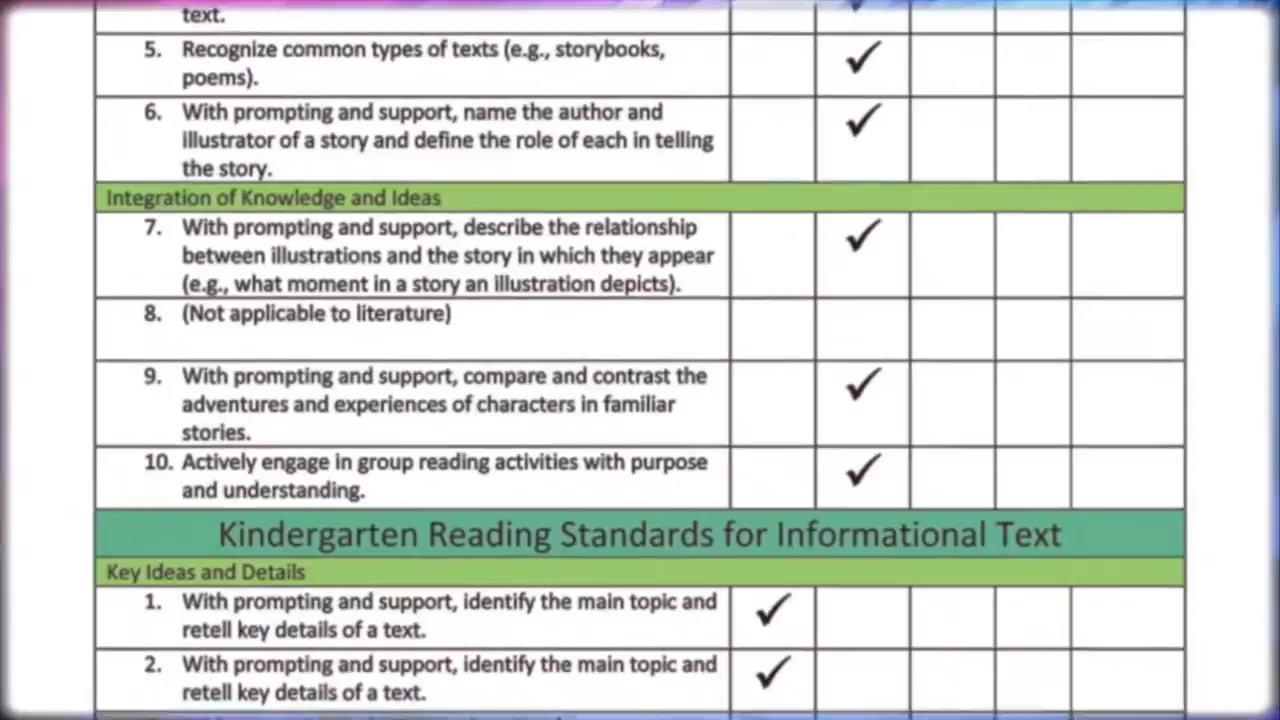 text.
5. Recognize common types of texts (e.g., storybooks,
poems).
6. With prompting and support, name the author and
illustrator of a story and define the role of each in telling
the story.
Integration of Knowledge and Ideas
7. With prompting and support, describe the relationship
between illustrations and the story in which they appear
(e.g., what moment in a story an illustration depicts).
8. (Not applicable to literature)
9. With prompting and support, compare and contrast the
adventures and experiences of characters in familiar
stories.
10. Actively engage in group reading activities with purpose
and understanding.
Kindergarten Reading Standards for Informational Text
Key Ideas and Details
1. With prompting and support, identify the main topic and
retell key details of a text.
2. With prompting and support, identify the main topic and
retell key details of a text.